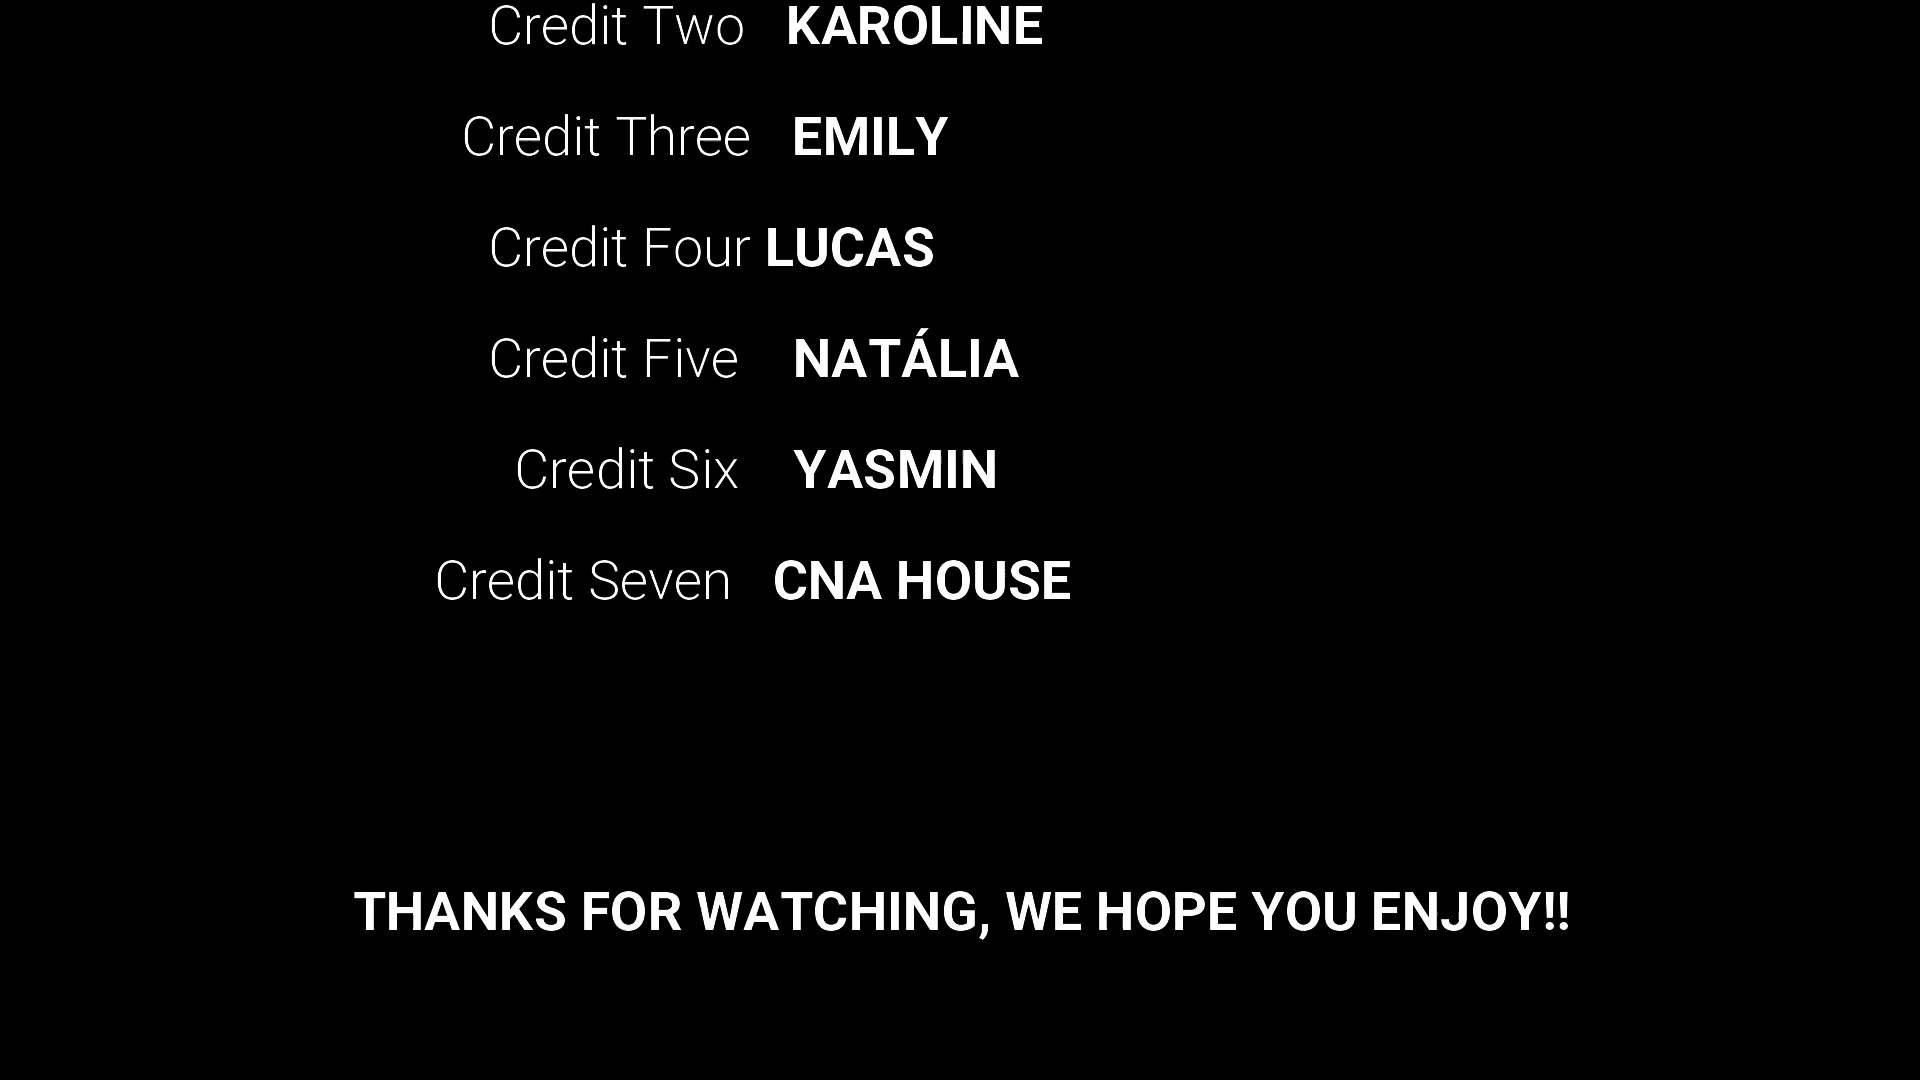 Credit Two KAROLINE
Credit Three EMILY
Credit Four LUCAS
Credit Five NATÁLIA
Credit Six YASMIN
Credit Seven CNA HOUSE
THANKS FOR WATCHING, WE HOPE YOU ENJOY!!